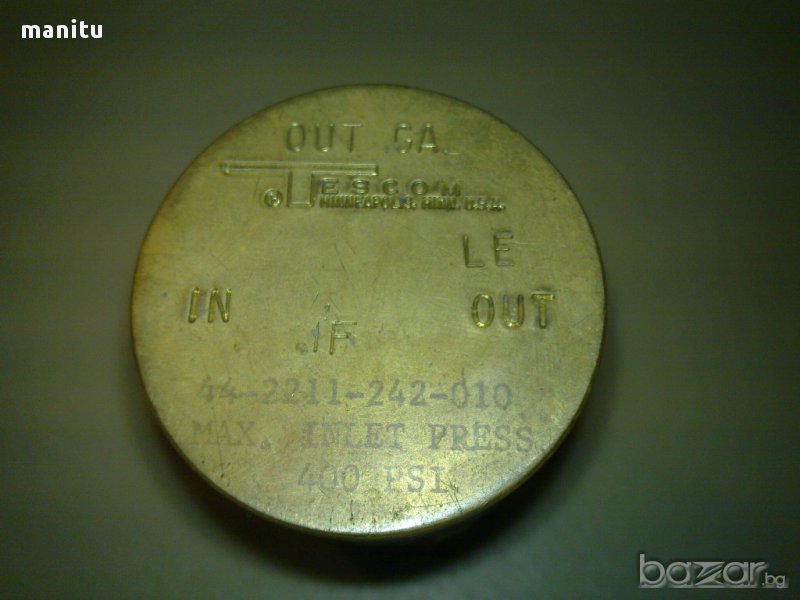 manitu
OUT GA.
® TESCOM
MINNEAPOLIS, MINN. U.S.A.
LE
IN OUT
IF
44-2211-242-010
MAX. INLET PRESS.
400 PSI
bazar.bg